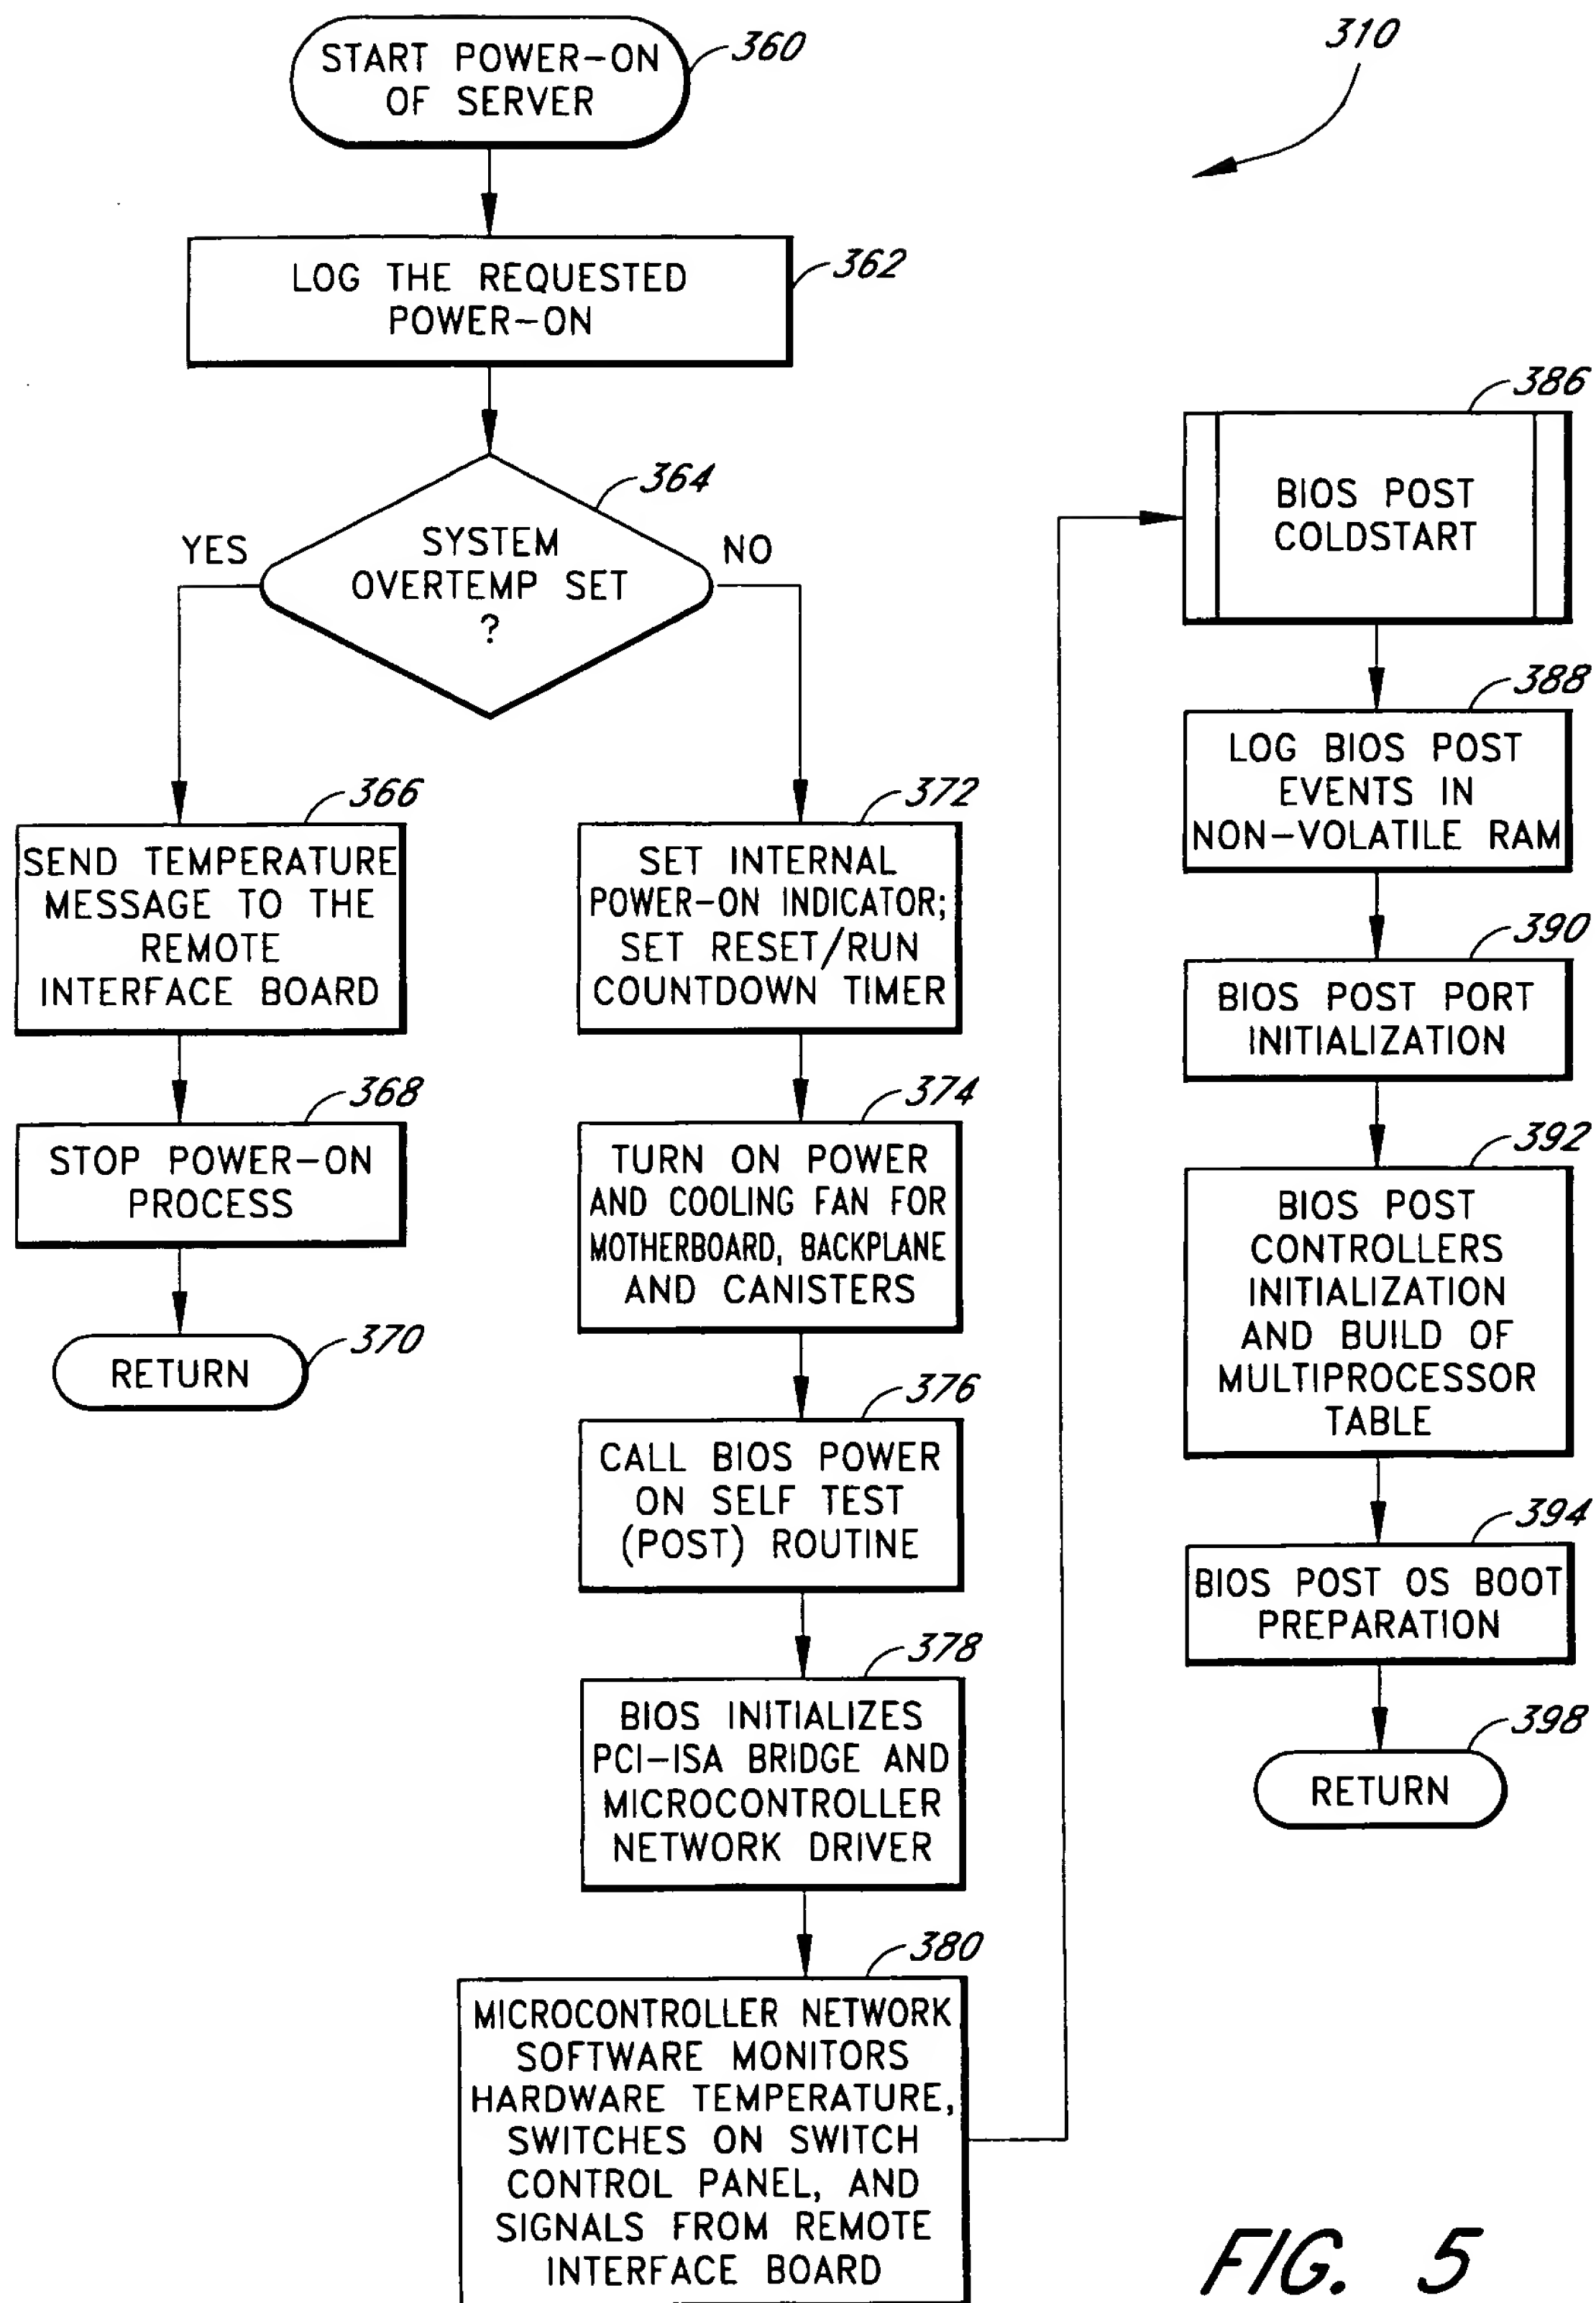 310
START POWER-ON
OF SERVER
360
LOG THE REQUESTED
POWER-ON
362
SYSTEM
OVERTEMP SET
?
364
YES
NO
SEND TEMPERATURE
MESSAGE TO THE
REMOTE
INTERFACE BOARD
366
STOP POWER-ON
PROCESS
368
RETURN
370
SET INTERNAL
POWER-ON INDICATOR;
SET RESET/RUN
COUNTDOWN TIMER
372
TURN ON POWER
AND COOLING FAN FOR
MOTHERBOARD, BACKPLANE
AND CANISTERS
374
CALL BIOS POWER
ON SELF TEST
(POST) ROUTINE
376
BIOS INITIALIZES
PCI-ISA BRIDGE AND
MICROCONTROLLER
NETWORK DRIVER
378
MICROCONTROLLER NETWORK
SOFTWARE MONITORS
HARDWARE TEMPERATURE,
SWITCHES ON SWITCH
CONTROL PANEL, AND
SIGNALS FROM REMOTE
INTERFACE BOARD
380
BIOS POST
COLDSTART
386
LOG BIOS POST
EVENTS IN
NON-VOLATILE RAM
388
BIOS POST PORT
INITIALIZATION
390
BIOS POST
CONTROLLERS
INITIALIZATION
AND BUILD OF
MULTIPROCESSOR
TABLE
392
BIOS POST OS BOOT
PREPARATION
394
RETURN
398
FIG. 5